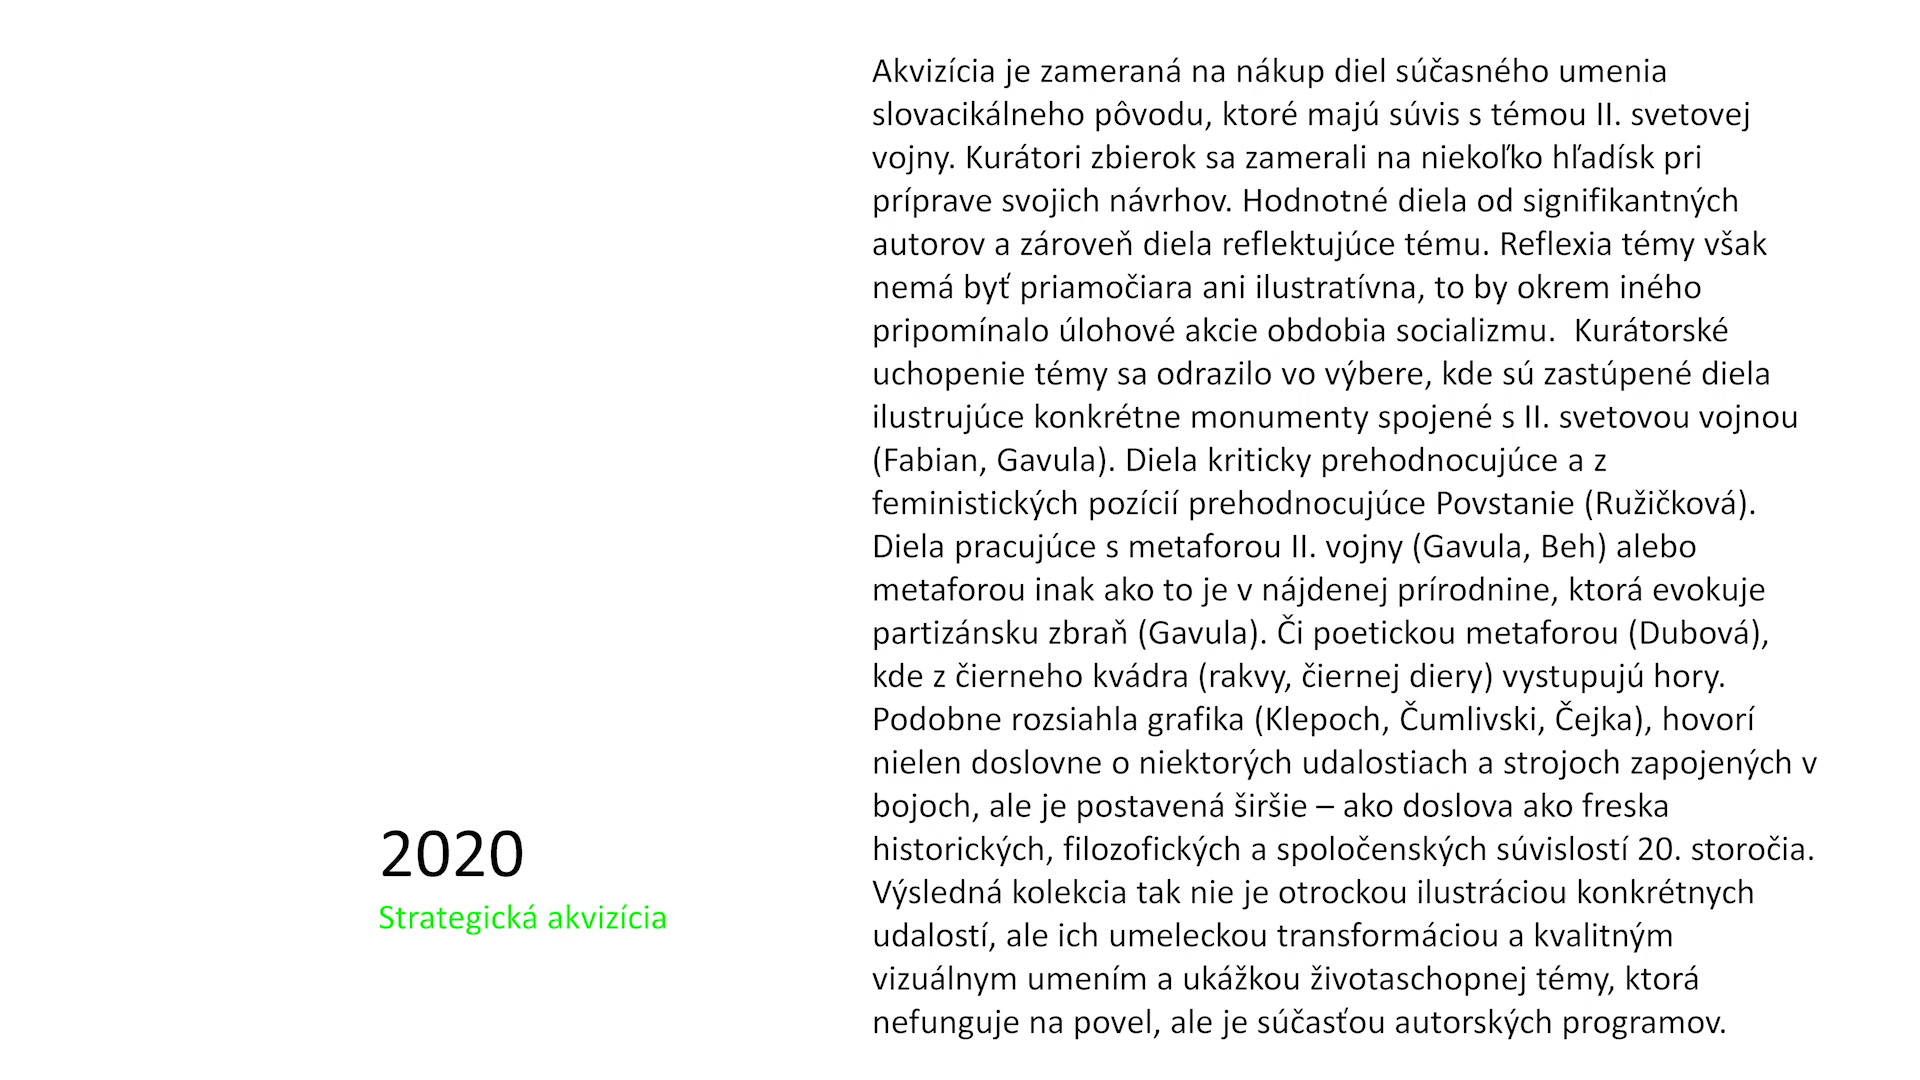 2020
Strategická akvizícia
Akvizícia je zameraná na nákup diel súčasného umenia
slovacikálneho pôvodu, ktoré majú súvis s témou II. svetovej
vojny. Kurátori zbierok sa zamerali na niekoľko hľadísk pri
príprave svojich návrhov. Hodnotné diela od signifikantných
autorov a zároveň diela reflektujúce tému. Reflexia témy však
nemá byť priamočiara ani ilustratívna, to by okrem iného
pripomínalo úlohové akcie obdobia socializmu.  Kurátorské
uchopenie témy sa odrazilo vo výbere, kde sú zastúpené diela
ilustrujúce konkrétne monumenty spojené s II. svetovou vojnou
(Fabian, Gavula). Diela kriticky prehodnocujúce a z
feministických pozícií prehodnocujúce Povstanie (Ružičková).
Diela pracujúce s metaforou II. vojny (Gavula, Beh) alebo
metaforou inak ako to je v nájdenej prírodnine, ktorá evokuje
partizánsku zbraň (Gavula). Či poetickou metaforou (Dubová),
kde z čierneho kvádra (rakvy, čiernej diery) vystupujú hory.
Podobne rozsiahla grafika (Klepoch, Čumlivski, Čejka), hovorí
nielen doslovne o niektorých udalostiach a strojoch zapojených v
bojoch, ale je postavená širšie – ako doslova ako freska
historických, filozofických a spoločenských súvislostí 20. storočia.
Výsledná kolekcia tak nie je otrockou ilustráciou konkrétnych
udalostí, ale ich umeleckou transformáciou a kvalitným
vizuálnym umením a ukážkou životaschopnej témy, ktorá
nefunguje na povel, ale je súčasťou autorských programov.